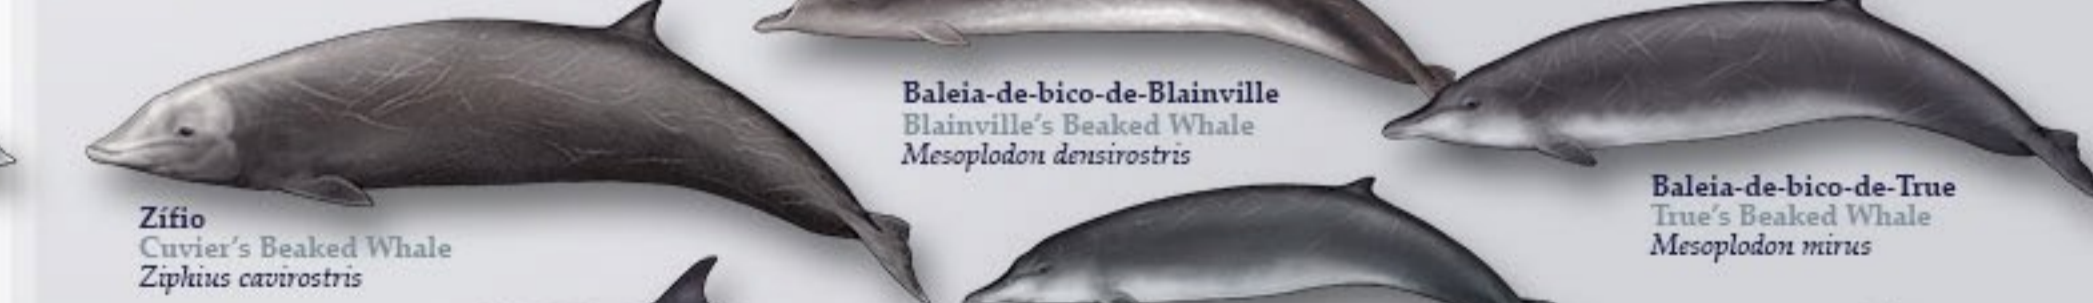 Zífio
Cuvier's Beaked Whale
Ziphius cavirostris
Baleia-de-bico-de-Blainville
Blainville's Beaked Whale
Mesoplodon densirostris
Baleia-de-bico-de-True
True's Beaked Whale
Mesoplodon mirus